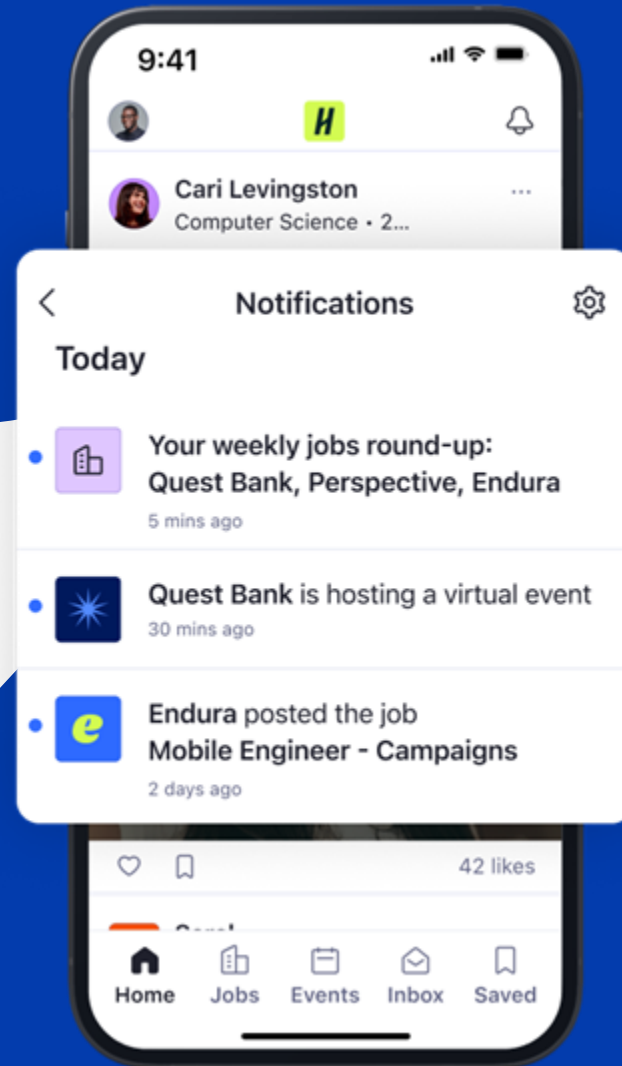 9:41
H
Cari Levingston
Computer Science • 2...
Notifications
Today
Your weekly jobs round-up:
Quest Bank, Perspective, Endura
5 mins ago
Quest Bank is hosting a virtual event
30 mins ago
e
Endura posted the job
Mobile Engineer - Campaigns
2 days ago
42 likes
Home
Jobs
Events
Inbox
Saved